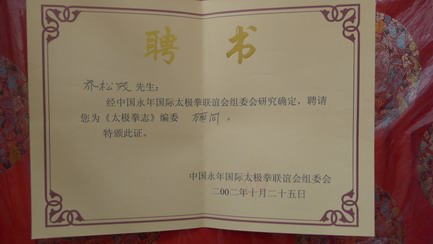 聘书
乔松茂 先生:
经中国永年国际太极拳联谊会组委会研究确定,聘请
您为《太极拳志》编委 顾问 。
特颁此证。
中国永年国际太极拳联谊会组委会
二00二年十月二十五日